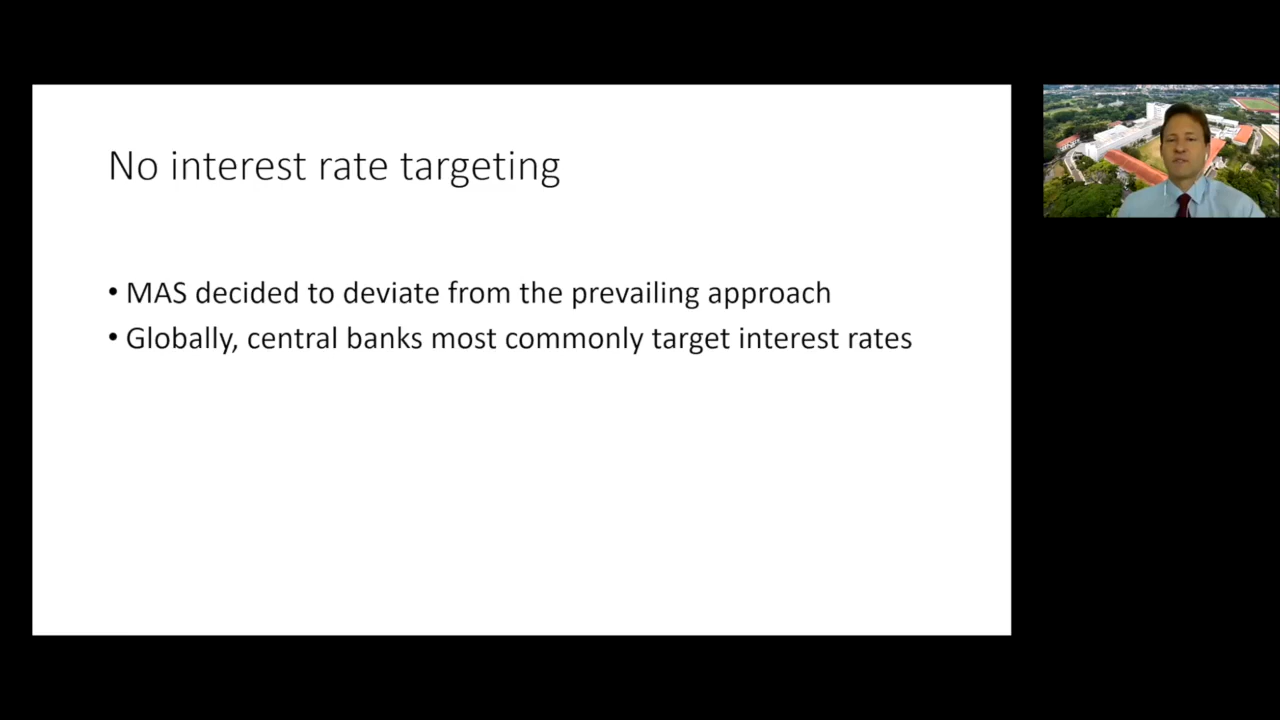 No interest rate targeting
• MAS decided to deviate from the prevailing approach
• Globally, central banks most commonly target interest rates